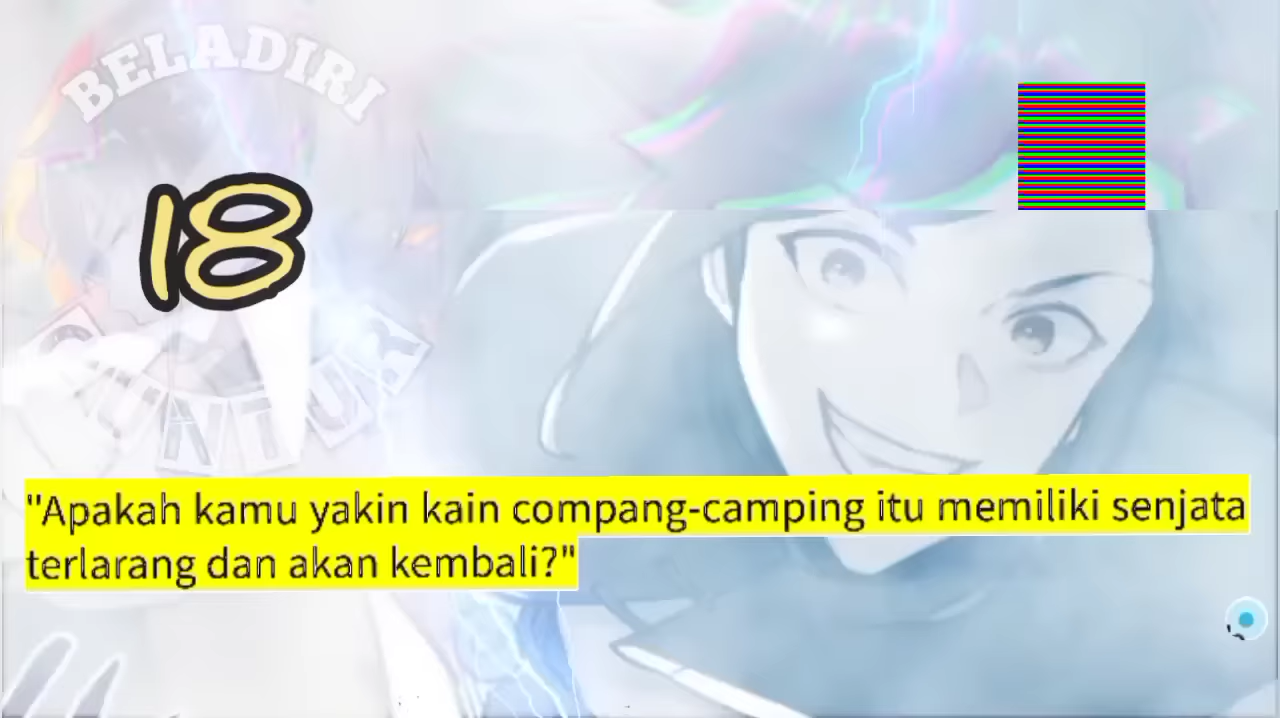 BELADIRI
18
"Apakah kamu yakin kain compang-camping itu memiliki senjata
terlarang dan akan kembali?"